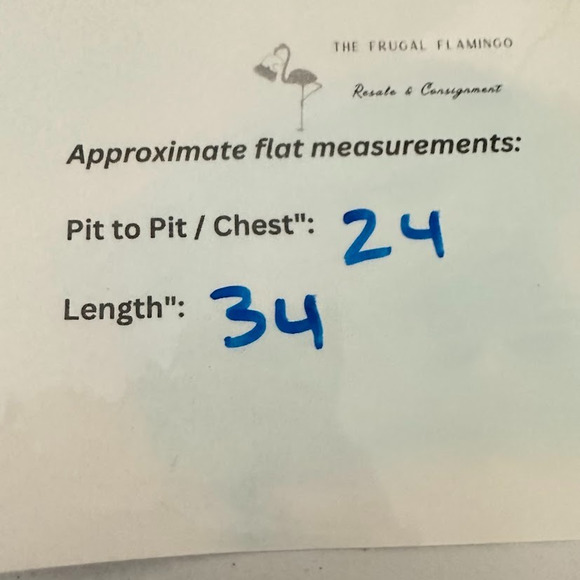 THE FRUGAL FLAMINGO
Resale & Consignment
Approximate flat measurements:
Pit to Pit / Chest": 24
Length": 34